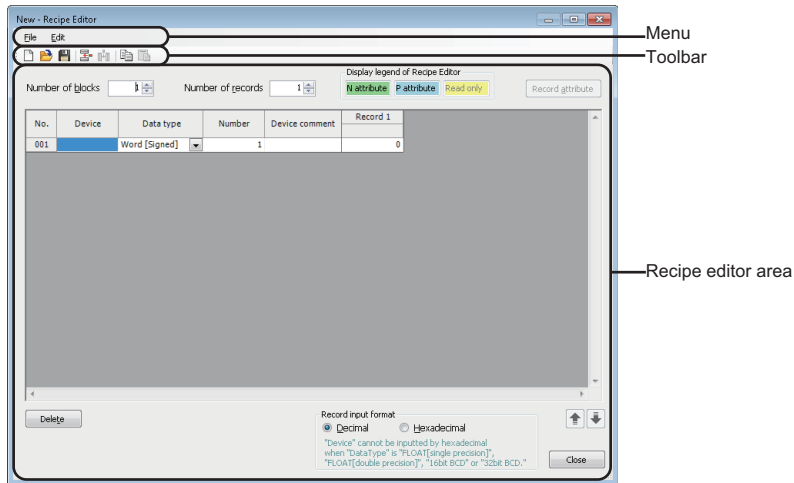 New - Recipe Editor
File Edit
Menu
Toolbar
Number of blocks 1 Number of records 1
Display legend of Recipe Editor
N attribute P attribute Read only
Record attribute
No. Device Data type Number Device comment Record 1
001 Word [Signed] 1 0
Recipe editor area
Delete
Record input format
Decimal Hexadecimal
"Device" cannot be inputted by hexadecimal
when "DataType" is "FLOAT[single precision]",
"FLOAT[double precision]", "16bit BCD" or "32bit BCD."
Close